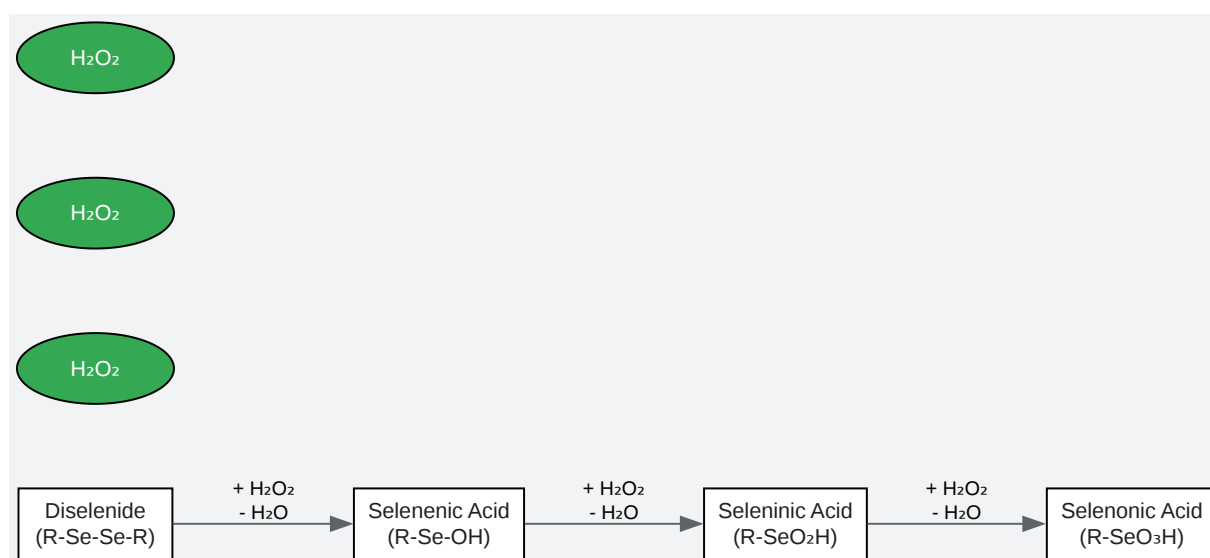 H₂O₂
H₂O₂
H₂O₂
Diselenide
(R-Se-Se-R)
+ H₂O₂
- H₂O
Selenenic Acid
(R-Se-OH)
+ H₂O₂
- H₂O
Seleninic Acid
(R-SeO₂H)
+ H₂O₂
- H₂O
Selenonic Acid
(R-SeO₃H)